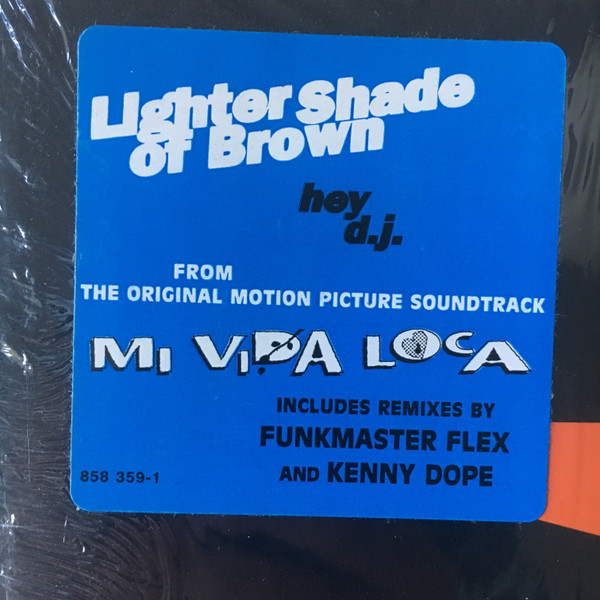 Lighter Shade
of Brown
hey
d.j.
FROM
THE ORIGINAL MOTION PICTURE SOUNDTRACK
MI VIDA LOCA
INCLUDES REMIXES BY
FUNKMASTER FLEX
AND KENNY DOPE
858 359-1